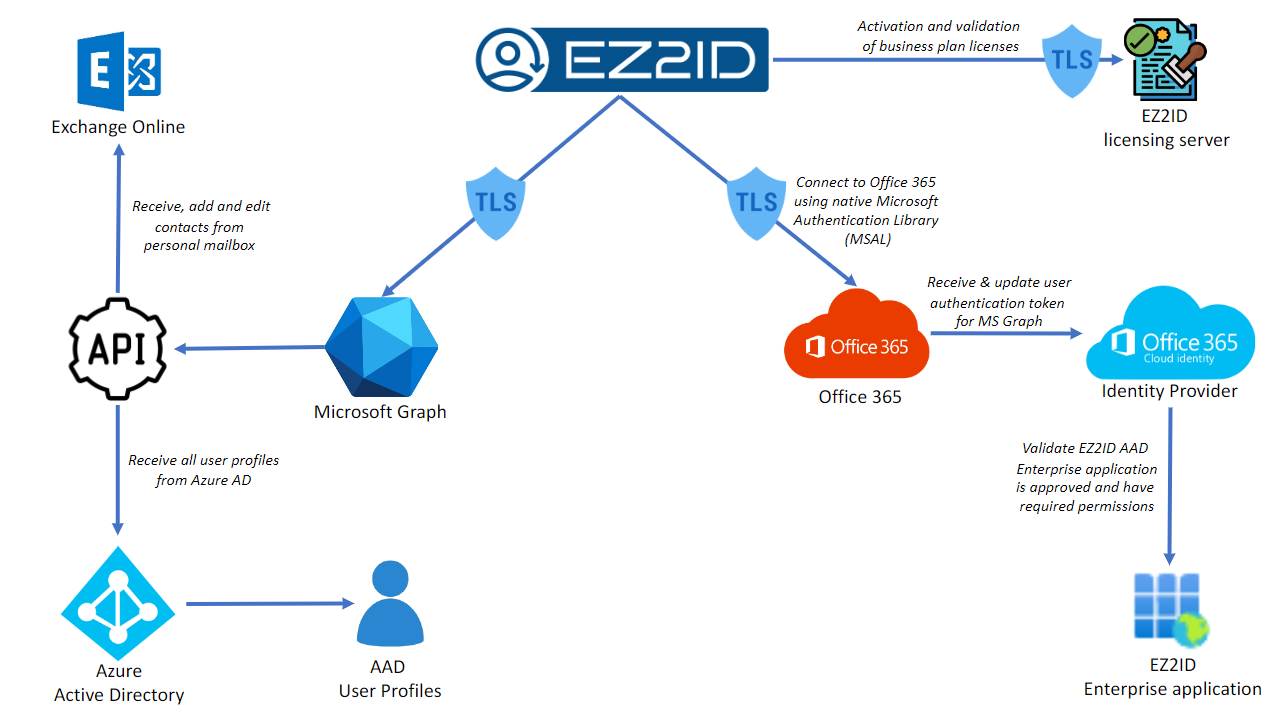 EZ2ID
Activation and validation
of business plan licenses
TLS
EZ2ID
licensing server
E
Exchange Online
Receive, add and edit
contacts from
personal mailbox
TLS
TLS
Connect to Office 365
using native Microsoft
Authentication Library
(MSAL)
API
Microsoft Graph
Office 365
Office 365
Receive & update user
authentication token
for MS Graph
Office 365
Cloud identity
Identity Provider
Receive all user profiles
from Azure AD
Validate EZ2ID AAD
Enterprise application
is approved and have
required permissions
Azure
Active Directory
AAD
User Profiles
EZ2ID
Enterprise application